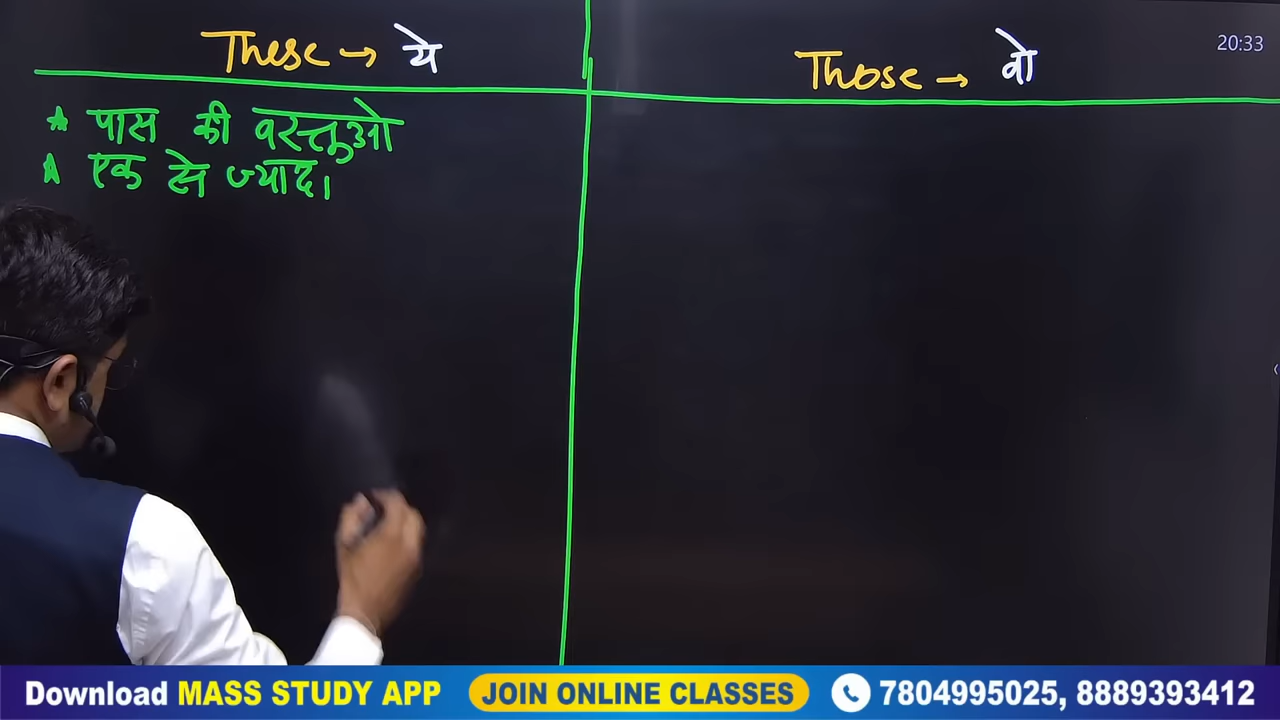 These → ये
Those → वो
20:33
★ पास की वस्तुओ
★ एक से ज्यादा
Download MASS STUDY APP JOIN ONLINE CLASSES 7804995025, 8889393412